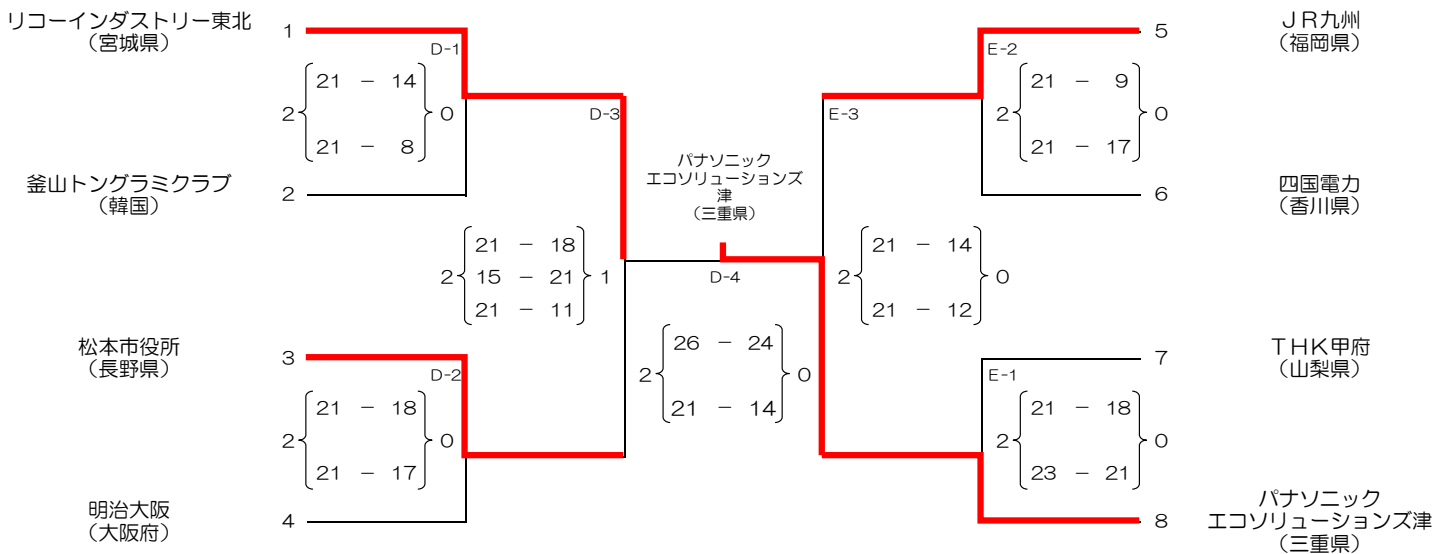 リコーインダストリー東北
（宮城県）
1
D-1
2
21 － 14
21 － 8
0
釜山トングラミクラブ
（韓国）
2
D-3
2
21 － 18
15 － 21
21 － 11
1
松本市役所
（長野県）
3
D-2
2
21 － 18
21 － 17
0
明治大阪
（大阪府）
4
パナソニック
エコソリューションズ
津
（三重県）
D-4
2
26 － 24
21 － 14
0
JR九州
（福岡県）
5
E-2
2
21 － 9
21 － 17
0
四国電力
（香川県）
6
E-3
2
21 － 14
21 － 12
0
THK甲府
（山梨県）
7
E-1
2
21 － 18
23 － 21
0
パナソニック
エコソリューションズ津
（三重県）
8